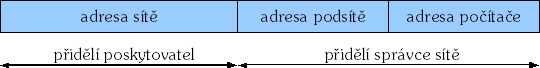 adresa sítě adresa podsítě adresa počítače
přidělí poskytovatel přidělí správce sítě